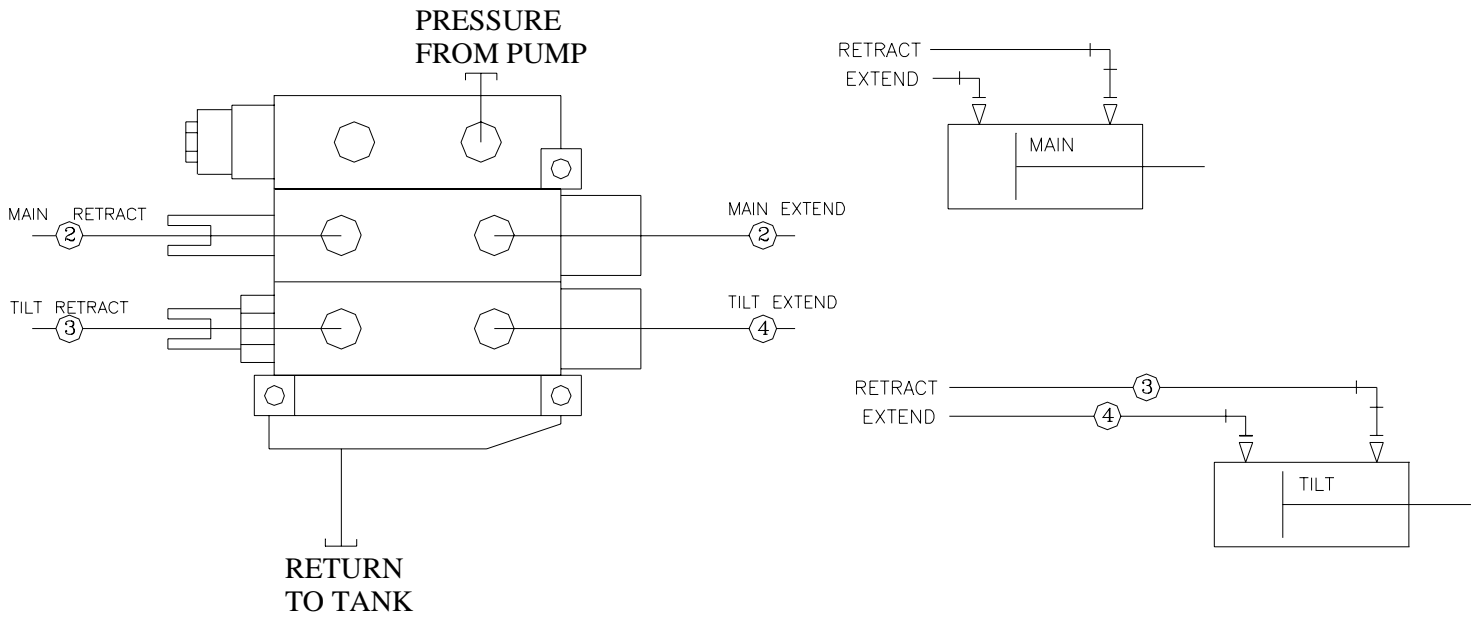 PRESSURE
FROM PUMP
RETRACT
EXTEND
MAIN
MAIN RETRACT
2
MAIN EXTEND
2
TILT RETRACT
3
TILT EXTEND
4
RETRACT
3
EXTEND
4
TILT
RETURN
TO TANK